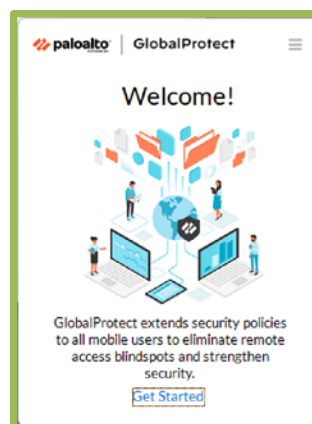 paloalto GlobalProtect
Welcome!
GlobalProtect extends security policies
to all mobile users to eliminate remote
access blindspots and strengthen
security.
Get Started